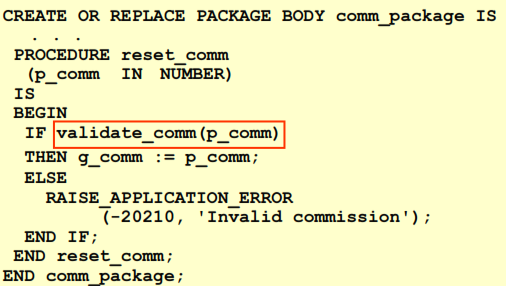 CREATE OR REPLACE PACKAGE BODY comm_package IS
. . .
PROCEDURE reset_comm
(p_comm IN NUMBER)
IS
BEGIN
IF validate_comm(p_comm)
THEN g_comm := p_comm;
ELSE
RAISE_APPLICATION_ERROR
(-20210, 'Invalid commission');
END IF;
END reset_comm;
END comm_package;